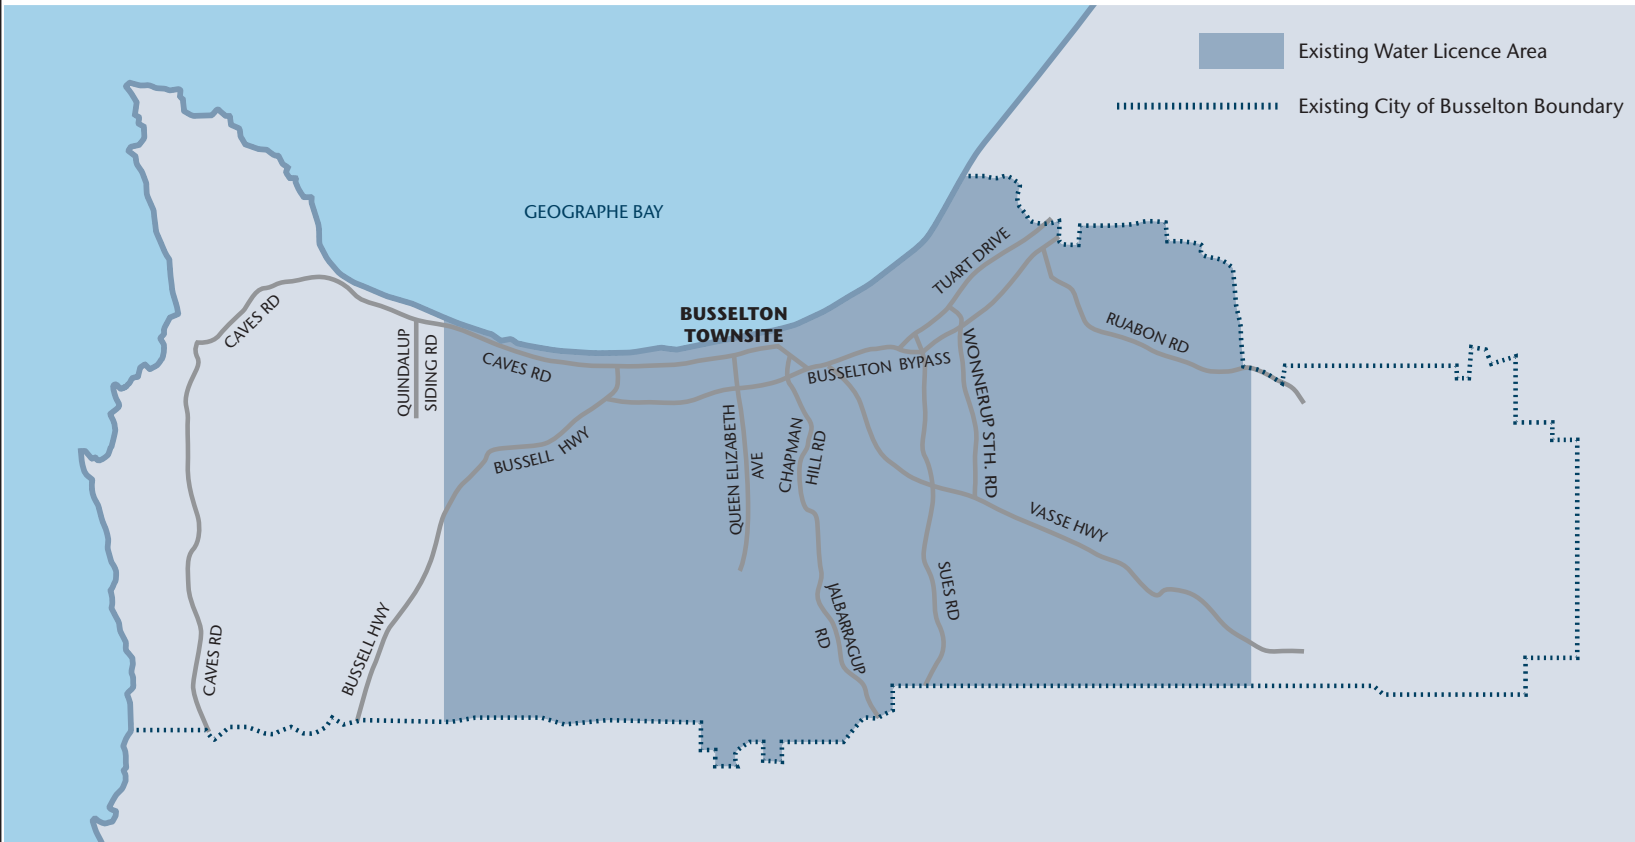 Existing Water Licence Area
Existing City of Busselton Boundary
GEOGRAPHE BAY
BUSSELTON
TOWNSITE
TUART DRIVE
CAVES RD
QUINDALUP
SIDING RD
CAVES RD
BUSSELTON BYPASS
WONNERUP STH. RD
RUABON RD
BUSSELL HWY
QUEEN ELIZABETH
AVE
CHAPMAN
HILL RD
VASSE HWY
SUES RD
JALBARRAGUP
RD
CAVES RD
BUSSELL HWY